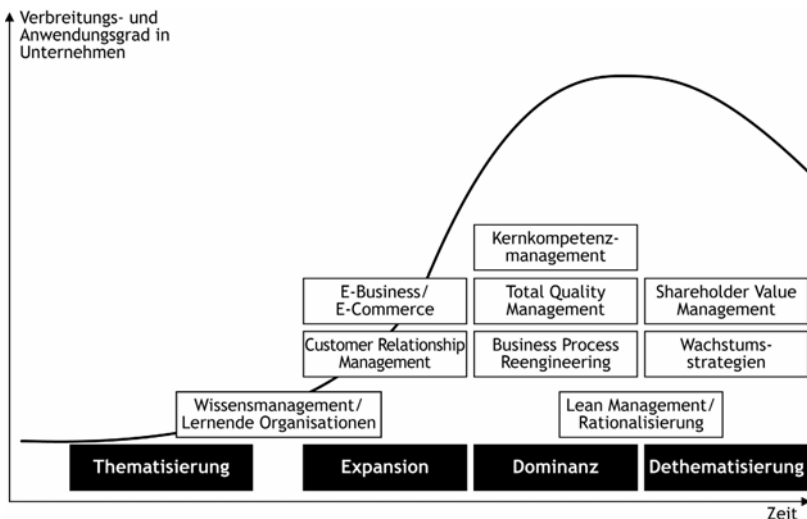 Verbreitungs- und
Anwendungsgrad in
Unternehmen
Kernkompetenz-
management
E-Business/
E-Commerce
Total Quality
Management
Shareholder Value
Management
Customer Relationship
Management
Business Process
Reengineering
Wachstums-
strategien
Wissensmanagement/
Lernende Organisationen
Lean Management/
Rationalisierung
Thematisierung
Expansion
Dominanz
Dethematisierung
Zeit